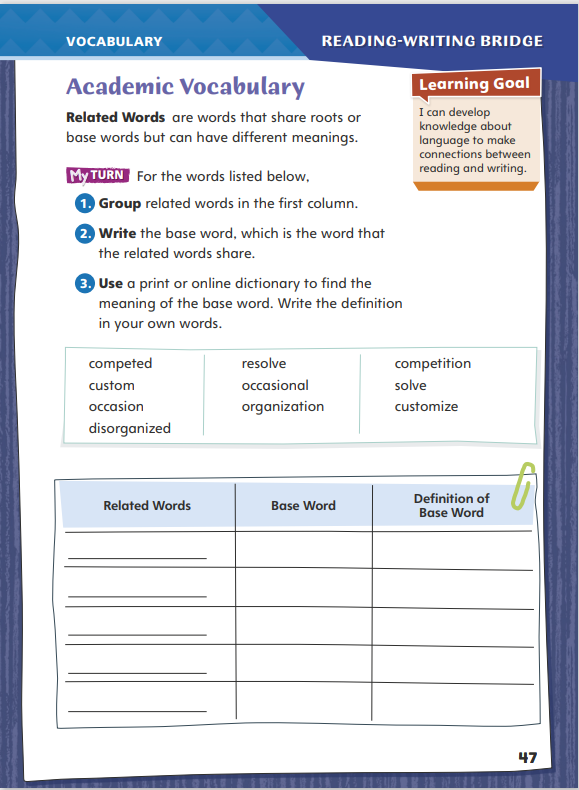 VOCABULARY
READING-WRITING BRIDGE
Academic Vocabulary
Related Words are words that share roots or
base words but can have different meanings.
Learning Goal
I can develop
knowledge about
language to make
connections between
reading and writing.
My TURN For the words listed below,
1. Group related words in the first column.
2. Write the base word, which is the word that
the related words share.
3. Use a print or online dictionary to find the
meaning of the base word. Write the definition
in your own words.
competed resolve competition
custom occasional solve
occasion organization customize
disorganized
Related Words Base Word Definition of
Base Word
47